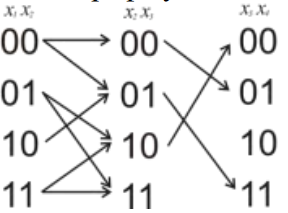 x₁ x₂ x₂ x₃ x₃ x₄
00 00 00
01 01 01
10 10 10
11 11 11